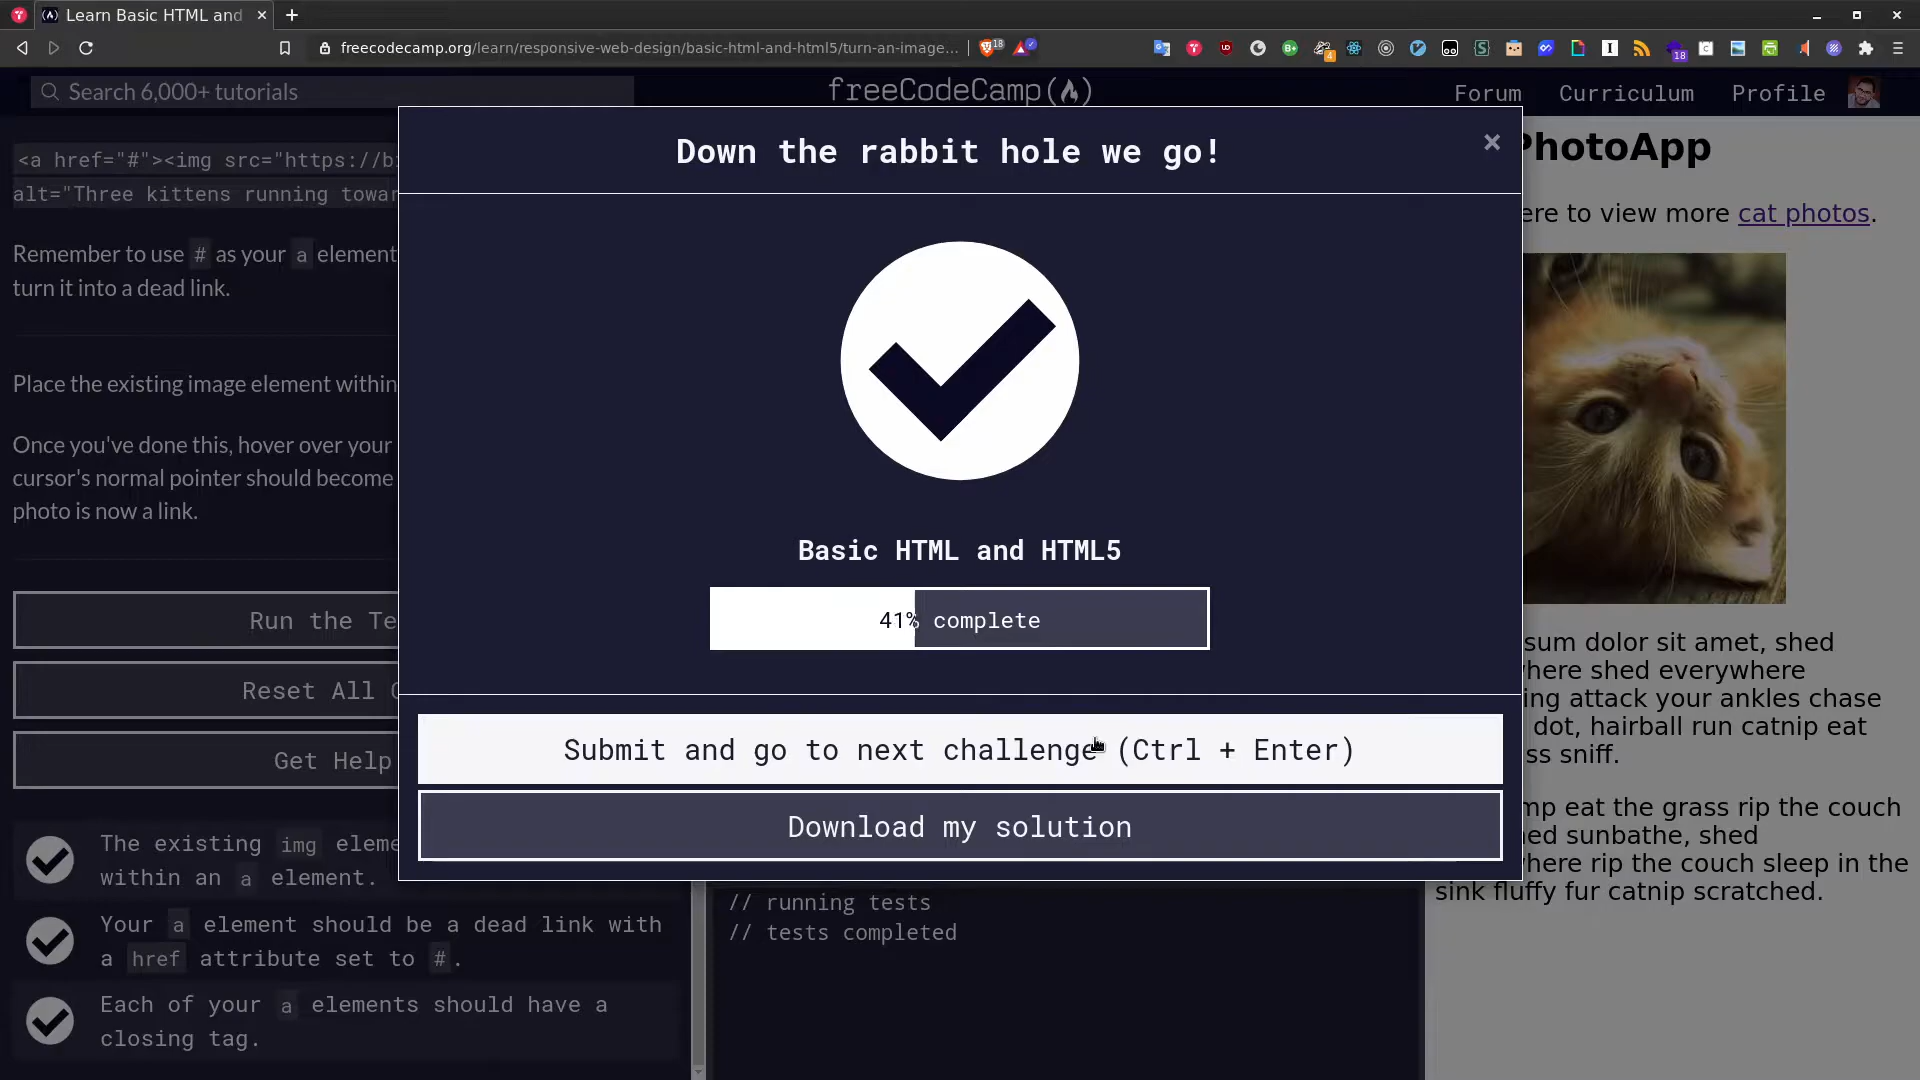 Learn Basic HTML and
freecodecamp.org/learn/responsive-web-design/basic-html-and-html5/turn-an-image...
18
4
18
Search 6,000+ tutorials
freeCodeCamp
Forum
Curriculum
Profile
<a href="#"><img src="https://b
alt="Three kittens running towar
Remember to use # as your a element
turn it into a dead link.
Place the existing image element within
Once you've done this, hover over your
cursor's normal pointer should become
photo is now a link.
Run the Te
Reset All
Get Help
The existing img eleme
within an a element.
Your a element should be a dead link with
a href attribute set to #.
Each of your a elements should have a
closing tag.
Down the rabbit hole we go!
×
Basic HTML and HTML5
41% complete
Submit and go to next challenge (Ctrl + Enter)
Download my solution
// running tests
// tests completed
PhotoApp
ere to view more cat photos.
sum dolor sit amet, shed
here shed everywhere
ing attack your ankles chase
dot, hairball run catnip eat
ss sniff.
mp eat the grass rip the couch
ed sunbathe, shed
here rip the couch sleep in the
sink fluffy fur catnip scratched.